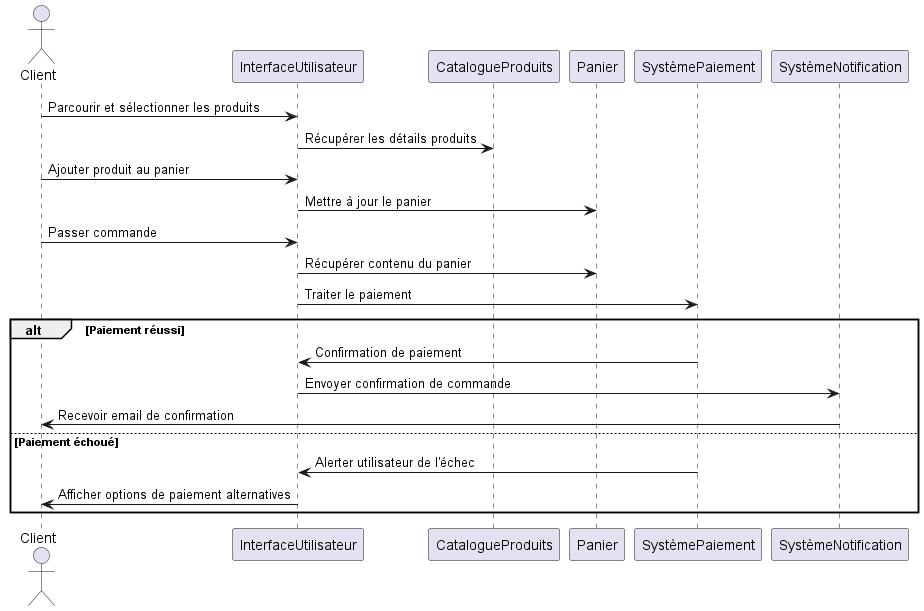 Client
InterfaceUtilisateur
CatalogueProduits
Panier
SystèmePaiement
SystèmeNotification
Parcourir et sélectionner les produits
Récupérer les détails produits
Ajouter produit au panier
Mettre à jour le panier
Passer commande
Récupérer contenu du panier
Traiter le paiement
alt [Paiement réussi]
Confirmation de paiement
Envoyer confirmation de commande
Recevoir email de confirmation
[Paiement échoué]
Alerter utilisateur de l'échec
Afficher options de paiement alternatives
Client
InterfaceUtilisateur
CatalogueProduits
Panier
SystèmePaiement
SystèmeNotification